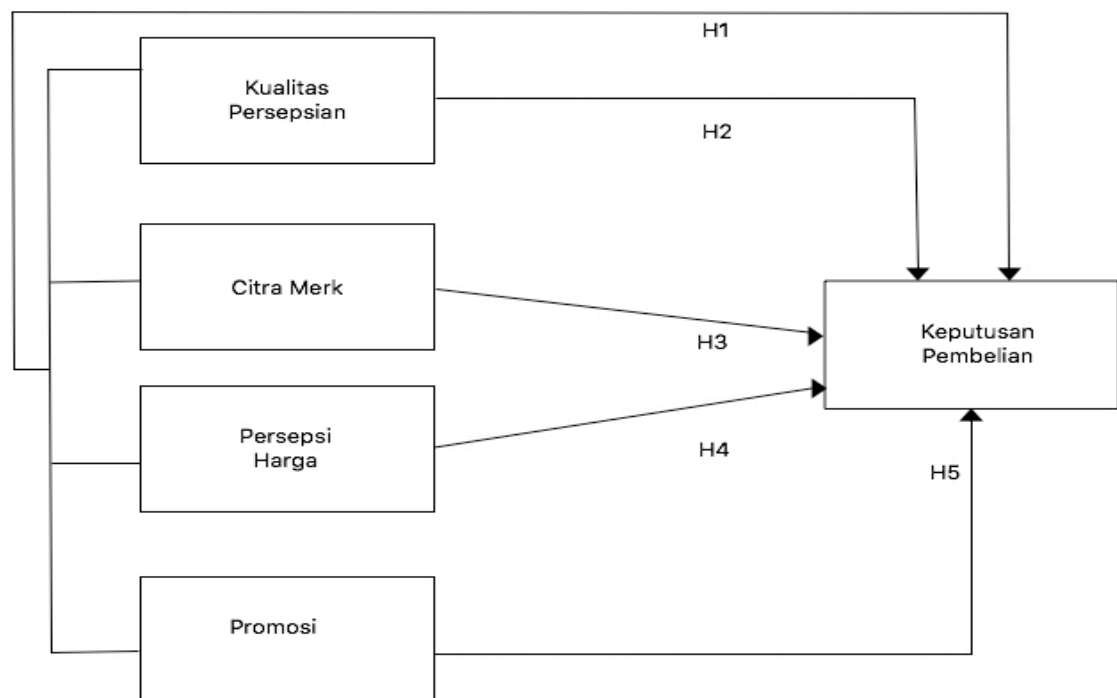 H1
Kualitas
Persepsian
H2
Citra Merk
H3
Keputusan
Pembelian
Persepsi
Harga
H4
H5
Promosi